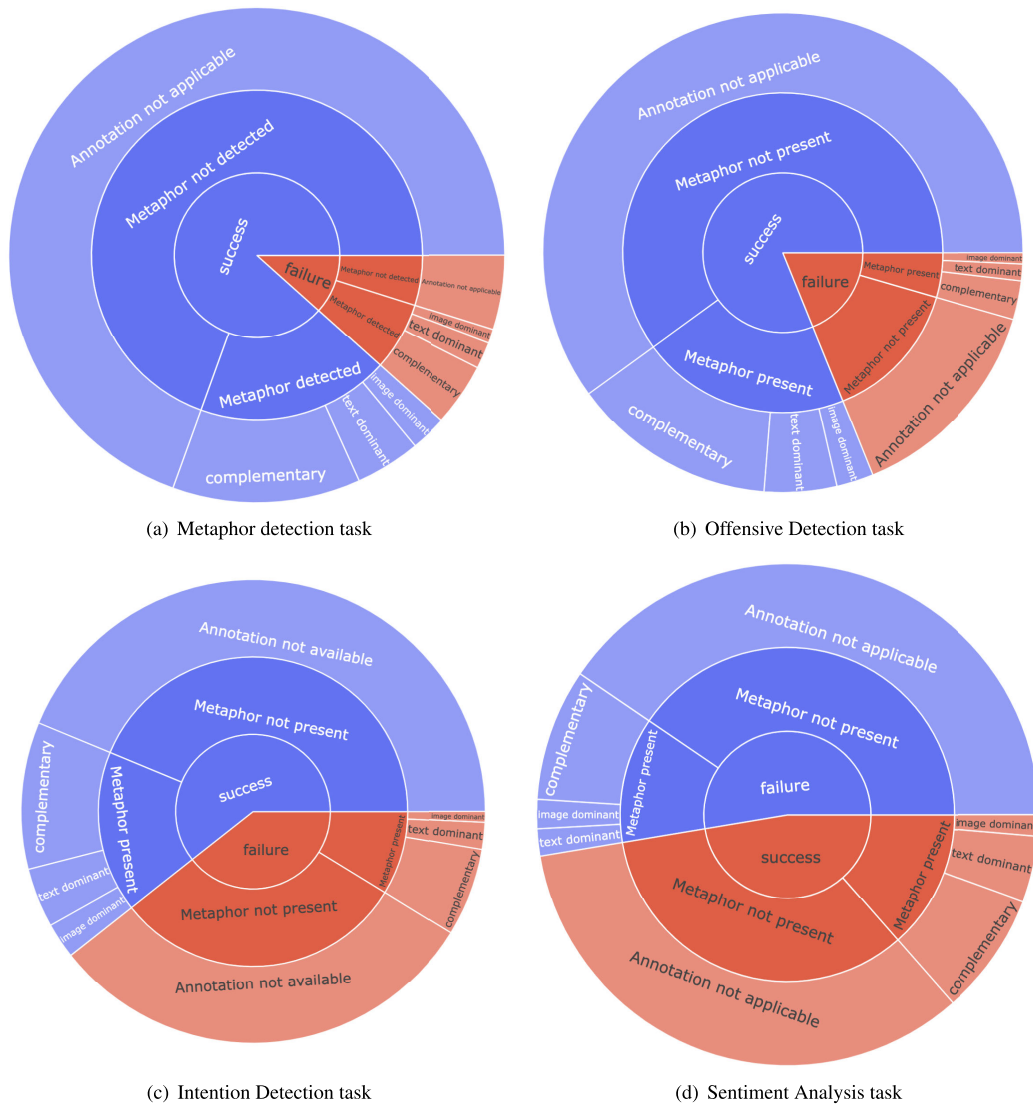 Annotation not applicable
Metaphor not detected
success
failure
Metaphor not detected
Annotation not applicable
Metaphor detected
image dominant
text dominant
complementary
Metaphor detected
image dominant
text dominant
complementary
(a) Metaphor detection task
Annotation not applicable
Metaphor not present
success
failure
Metaphor present
image dominant
text dominant
complementary
Metaphor not present
Annotation not applicable
Metaphor present
complementary
text dominant
image dominant
(b) Offensive Detection task
Annotation not available
Metaphor not present
success
complementary
Metaphor present
text dominant
image dominant
failure
Metaphor present
image dominant
text dominant
complementary
Metaphor not present
Annotation not available
(c) Intention Detection task
Annotation not applicable
Metaphor not present
failure
complementary
Metaphor present
image dominant
text dominant
success
Metaphor present
image dominant
text dominant
complementary
Metaphor not present
Annotation not applicable
(d) Sentiment Analysis task